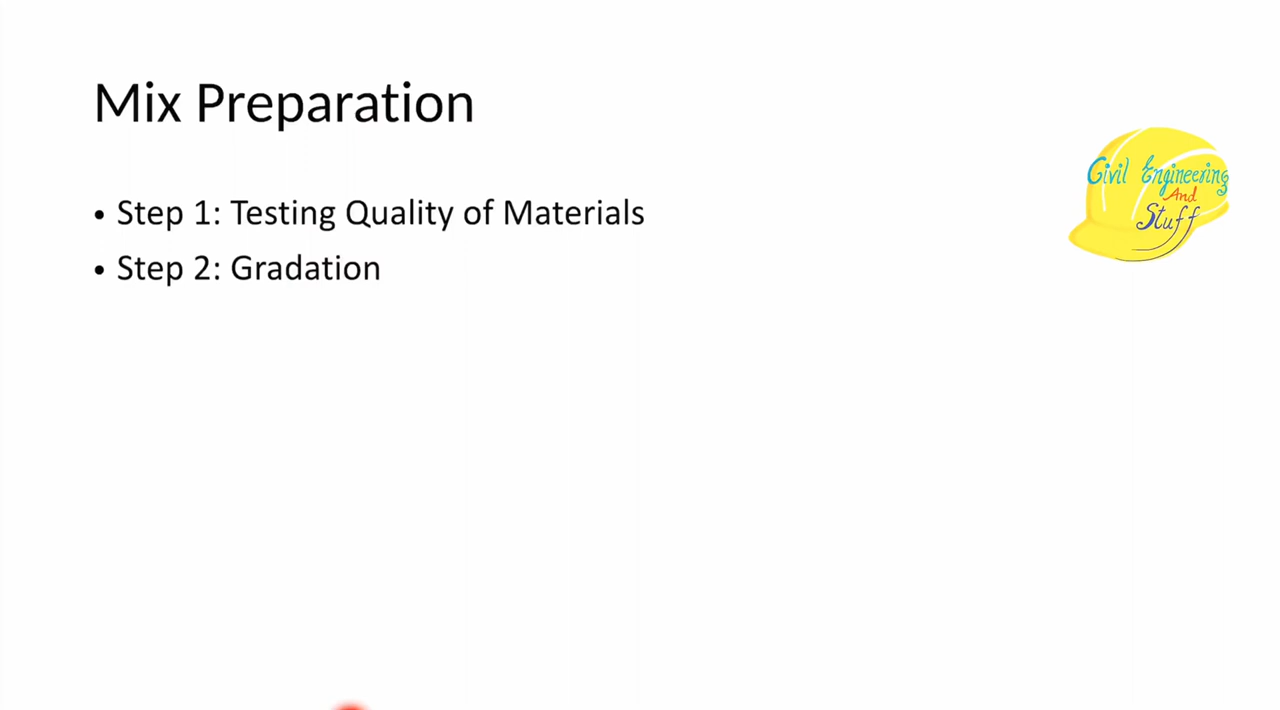 Mix Preparation
• Step 1: Testing Quality of Materials
• Step 2: Gradation
Civil Engineering
And
Stuff